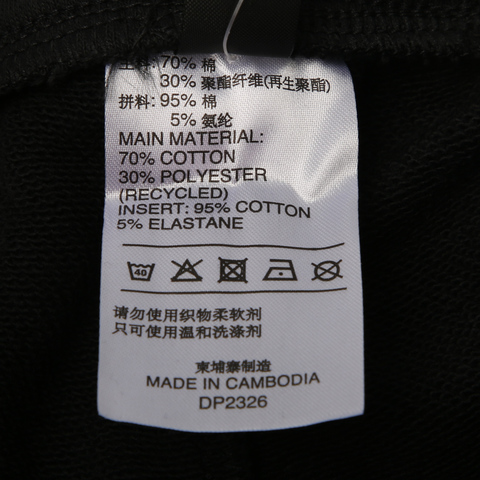 主料: 70% 棉
30% 聚酯纤维(再生聚酯)
拼料: 95% 棉
5% 氨纶
MAIN MATERIAL:
70% COTTON
30% POLYESTER
(RECYCLED)
INSERT: 95% COTTON
5% ELASTANE
40
请勿使用织物柔软剂
只可使用温和洗涤剂
柬埔寨制造
MADE IN CAMBODIA
DP2326